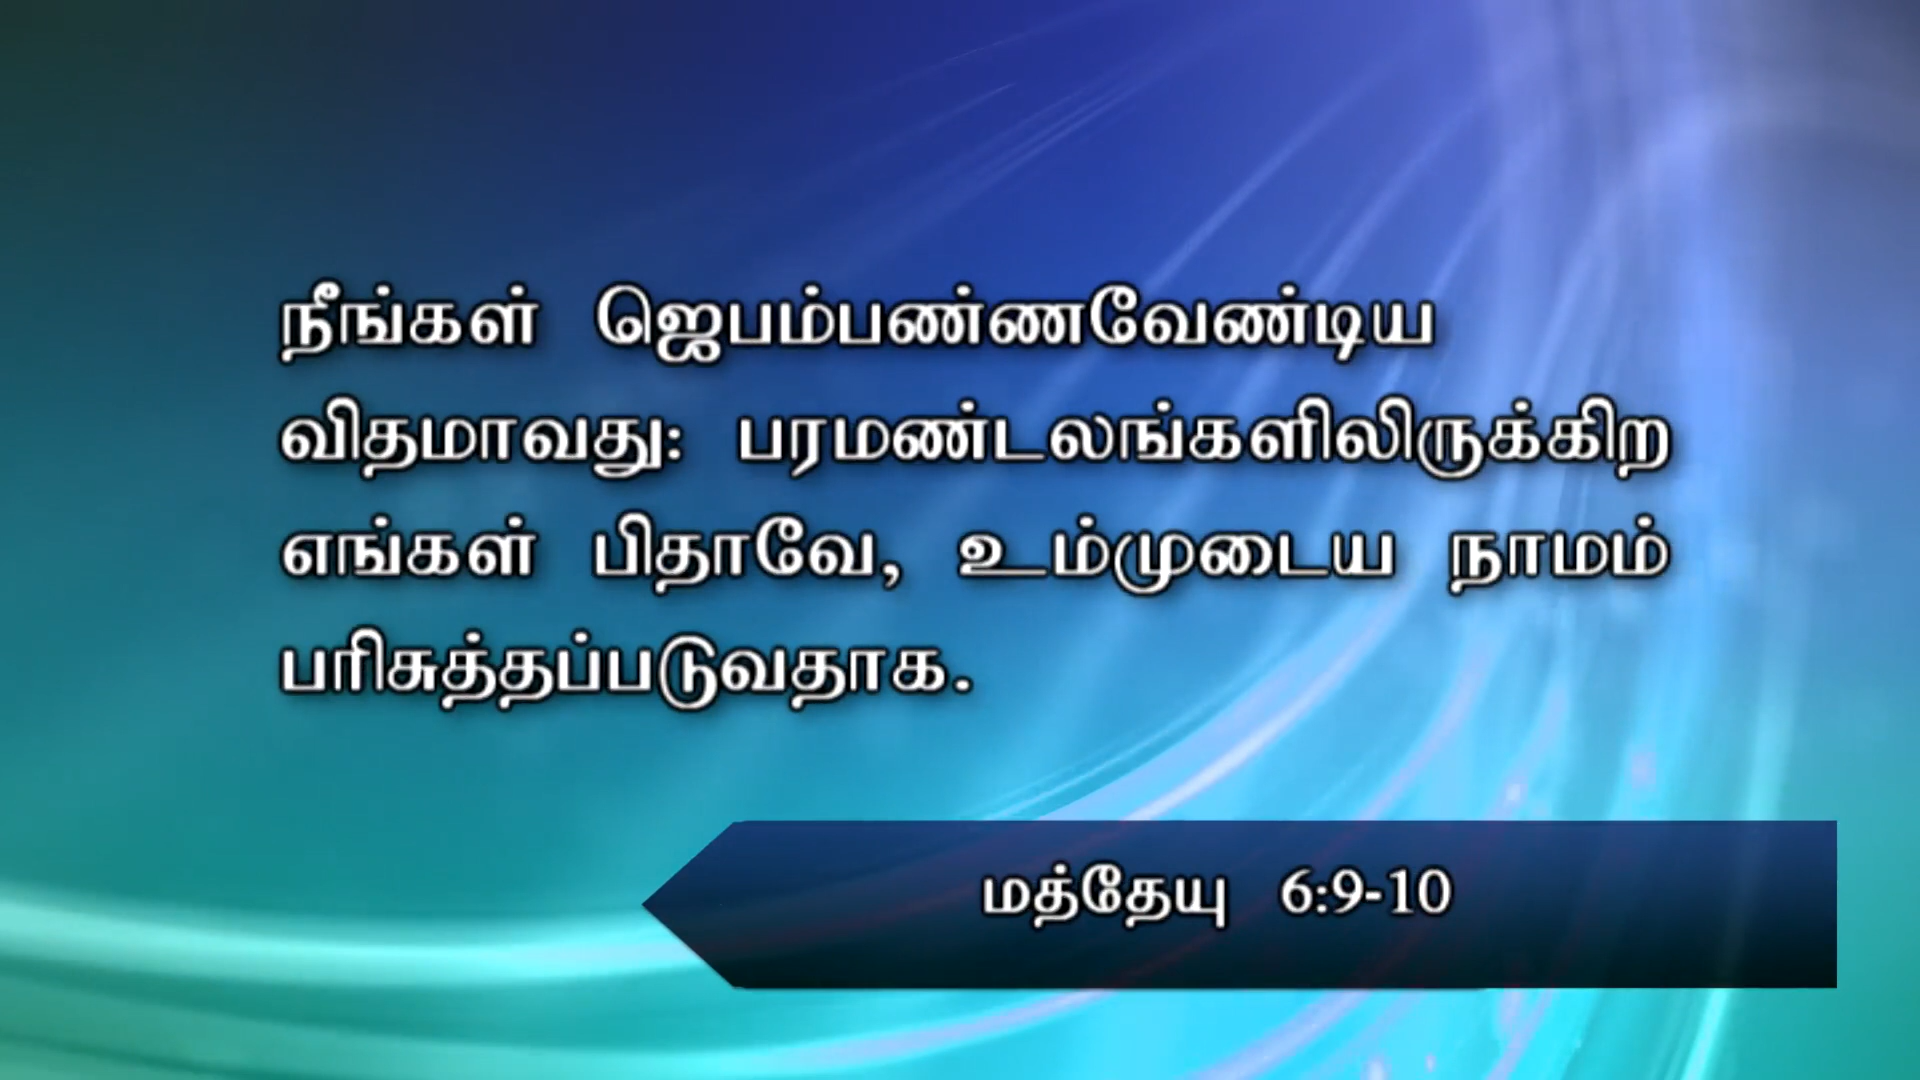 நீங்கள் ஜெபம்பண்ணவேண்டிய
விதமாவது: பரமண்டலங்களிலிருக்கிற
எங்கள் பிதாவே, உம்முடைய நாமம்
பரிசுத்தப்படுவதாக.
மத்தேயு 6:9-10